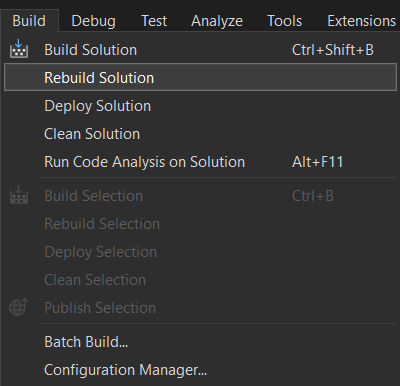 Build Debug Test Analyze Tools Extensions
Build Solution Ctrl+Shift+B
Rebuild Solution
Deploy Solution
Clean Solution
Run Code Analysis on Solution Alt+F11
Build Selection Ctrl+B
Rebuild Selection
Deploy Selection
Clean Selection
Publish Selection
Batch Build...
Configuration Manager...